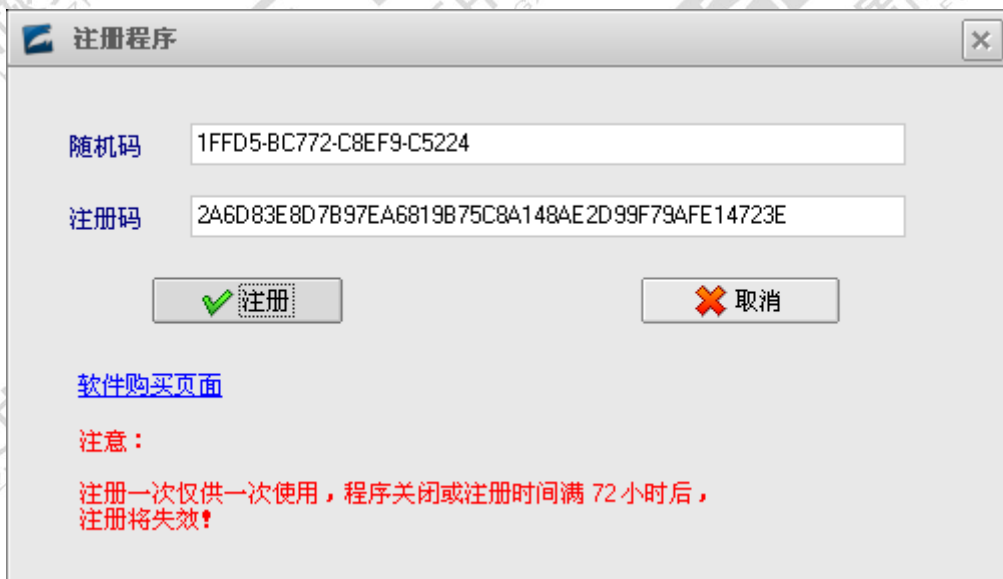 注册程序
随机码 1FFD5-BC772-C8EF9-C5224
注册码 2A6D83E8D7B97EA6819B75C8A148AE2D99F79AFE14723E
注册 取消
软件购买页面
注意：
注册一次仅供一次使用，程序关闭或注册时间满 72 小时后，
注册将失效!